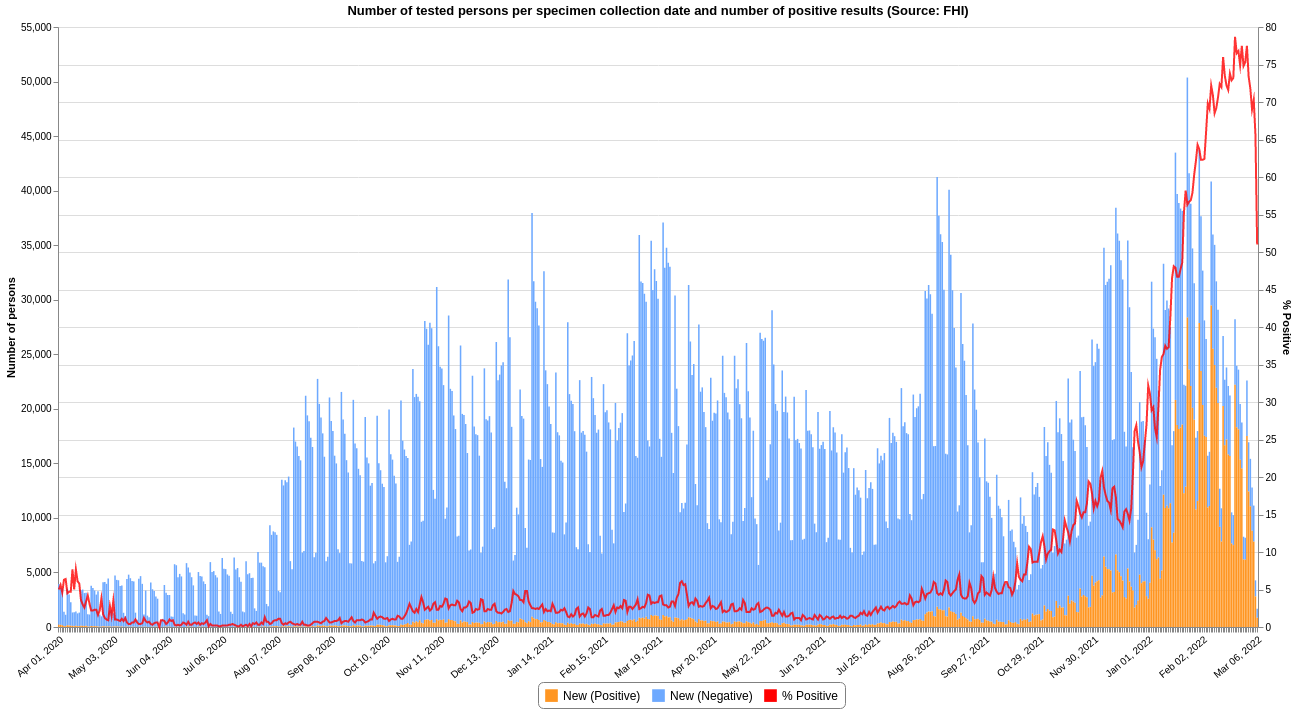 Number of tested persons per specimen collection date and number of positive results (Source: FHI)
55,000
50,000
45,000
40,000
35,000
30,000
25,000
20,000
15,000
10,000
5,000
0
Number of persons
80
75
70
65
60
55
50
45
40
35
30
25
20
15
10
5
0
% Positive
Apr 01, 2020
May 03, 2020
Jun 04, 2020
Jul 06, 2020
Aug 07, 2020
Sep 08, 2020
Oct 10, 2020
Nov 11, 2020
Dec 13, 2020
Jan 14, 2021
Feb 15, 2021
Mar 19, 2021
Apr 20, 2021
May 22, 2021
Jun 23, 2021
Jul 25, 2021
Aug 26, 2021
Sep 27, 2021
Oct 29, 2021
Nov 30, 2021
Jan 01, 2022
Feb 02, 2022
Mar 06, 2022
New (Positive) New (Negative) % Positive